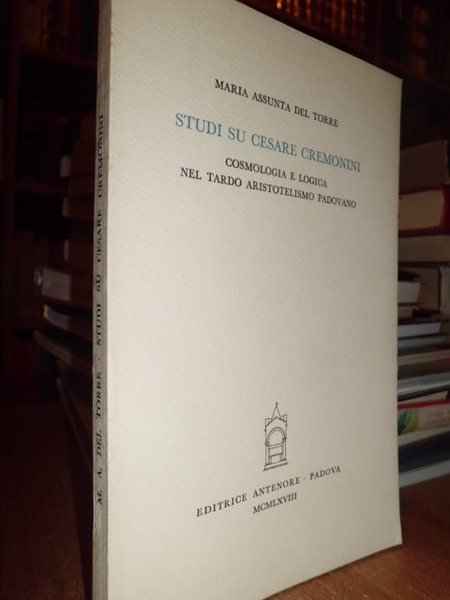 MARIA ASSUNTA DEL TORRE
STUDI SU CESARE CREMONINI
COSMOLOGIA E LOGICA
NEL TARDO ARISTOTELISMO PADOVANO
EDITRICE ANTENORE · PADOVA
MCMLXVIII
M. A. DEL TORRE · STUDI SU CESARE CREMONINI